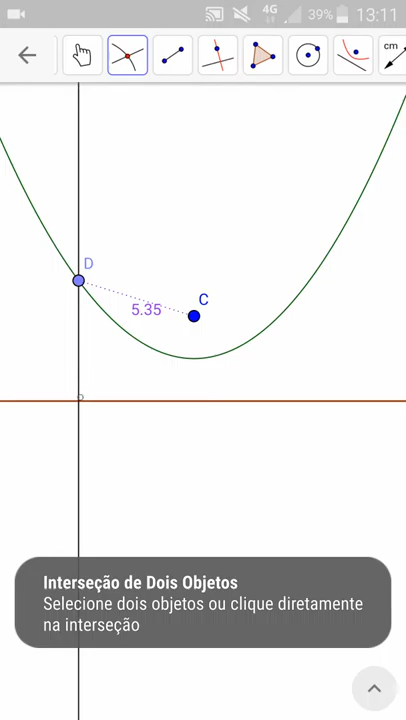 4G 39% 13:11
cm
D
C
5.35
Interseção de Dois Objetos
Selecione dois objetos ou clique diretamente
na interseção